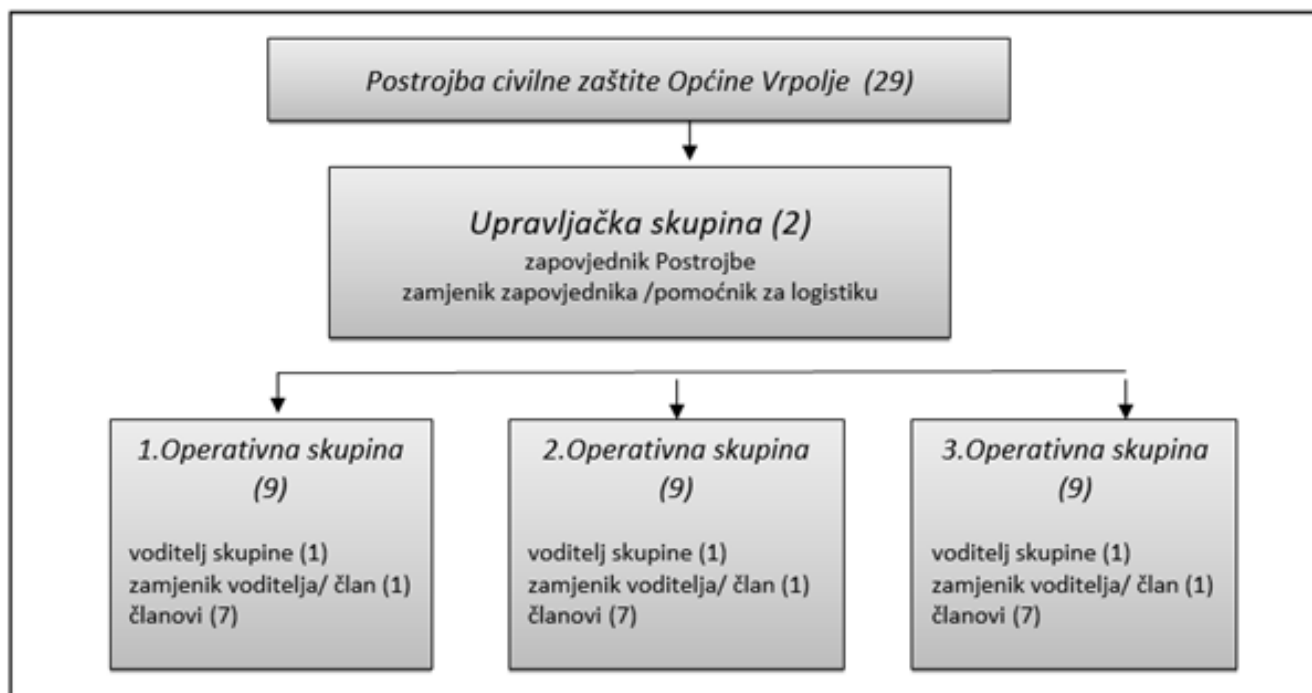 Postrojba civilne zaštite Općine Vrpolje (29)
Upravljačka skupina (2)
zapovjednik Postrojbe
zamjenik zapovjednika /pomoćnik za logistiku
1.Operativna skupina
(9)
voditelj skupine (1)
zamjenik voditelja/ član (1)
članovi (7)
2.Operativna skupina
(9)
voditelj skupine (1)
zamjenik voditelja/ član (1)
članovi (7)
3.Operativna skupina
(9)
voditelj skupine (1)
zamjenik voditelja/ član (1)
članovi (7)